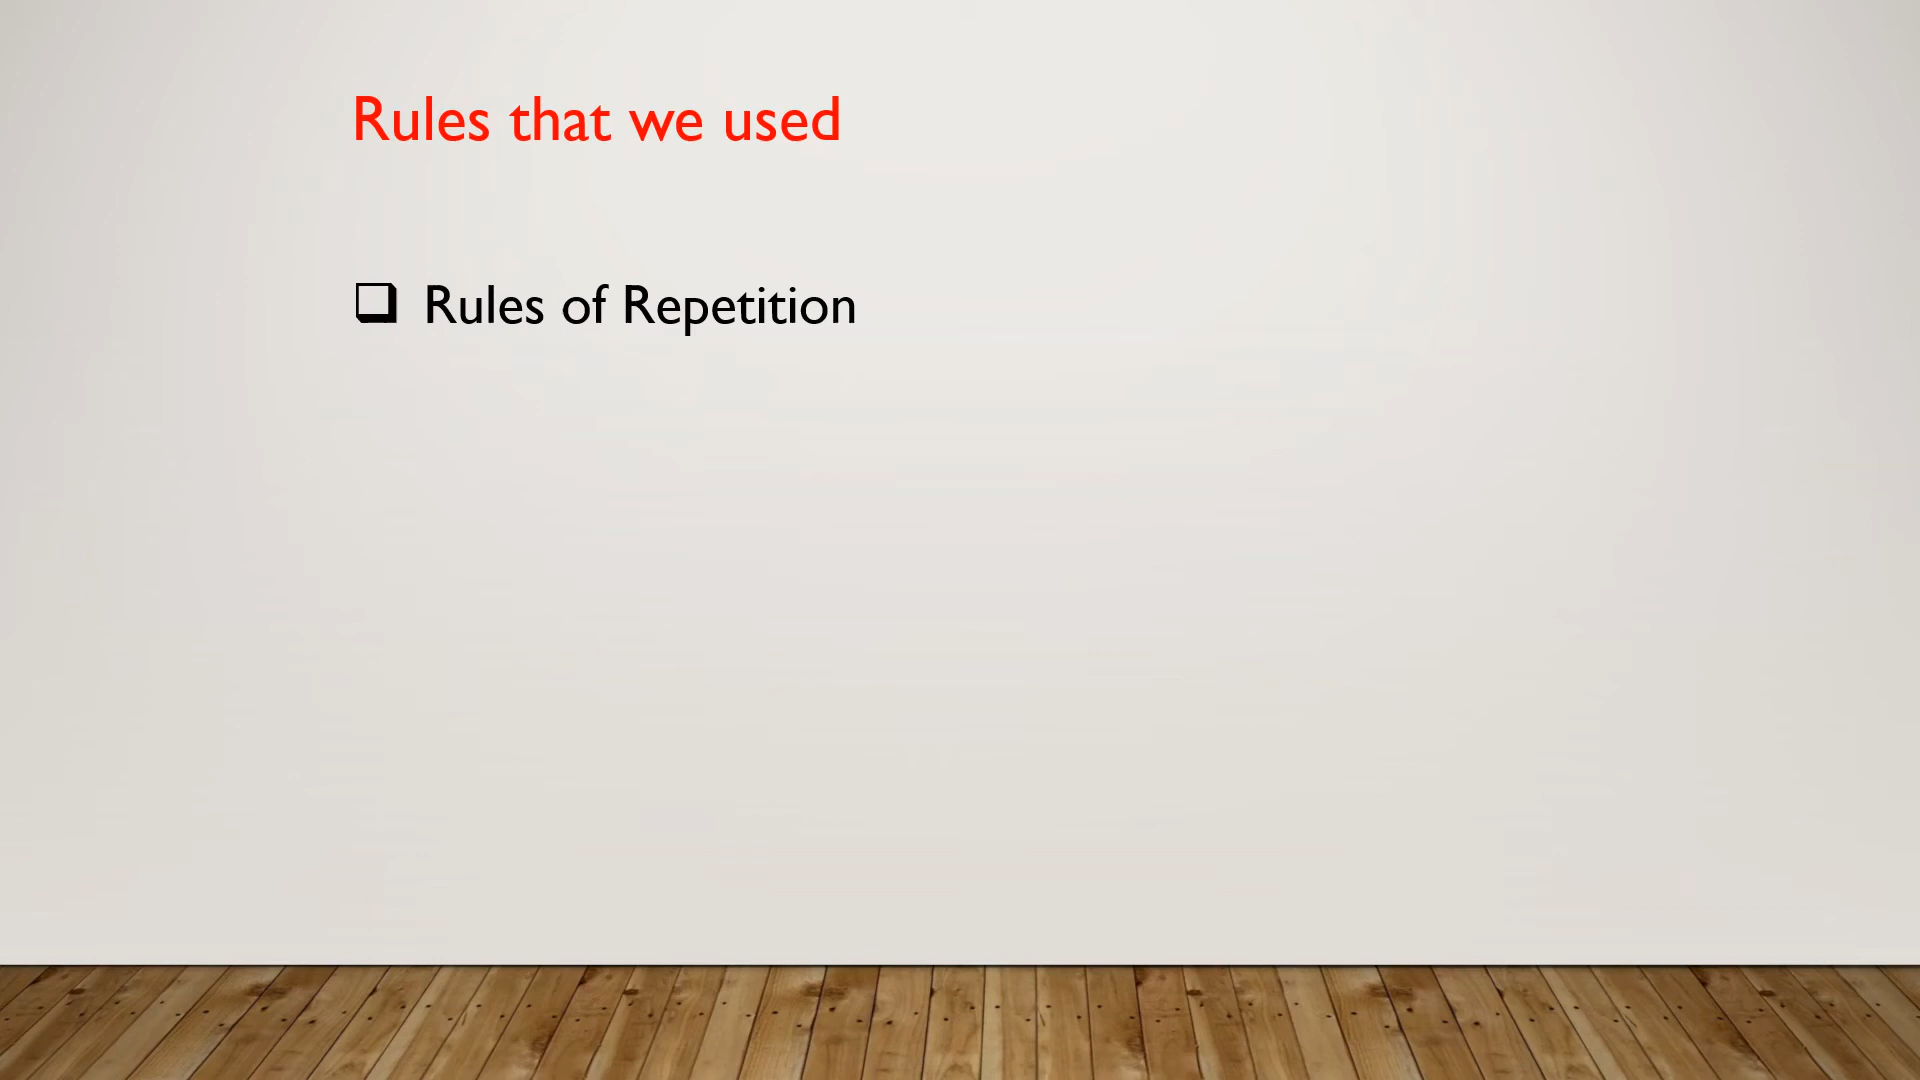 Rules that we used
❑ Rules of Repetition